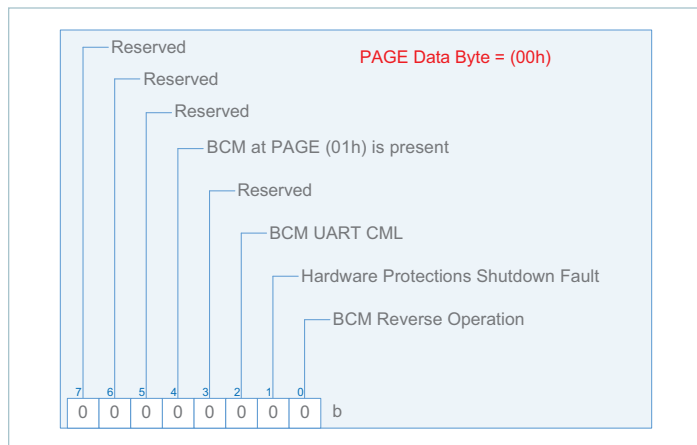 Reserved
PAGE Data Byte = (00h)
Reserved
Reserved
BCM at PAGE (01h) is present
Reserved
BCM UART CML
Hardware Protections Shutdown Fault
BCM Reverse Operation
7 6 5 4 3 2 1 0
0 0 0 0 0 0 0 0 b